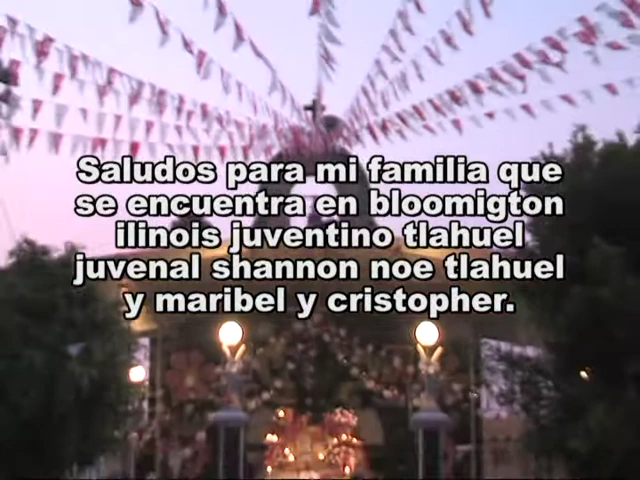 Saludos para mi familia que
se encuentra en bloomigton
ilinois juventino tlahuel
juvenal shannon noe tlahuel
y maribel y cristopher.